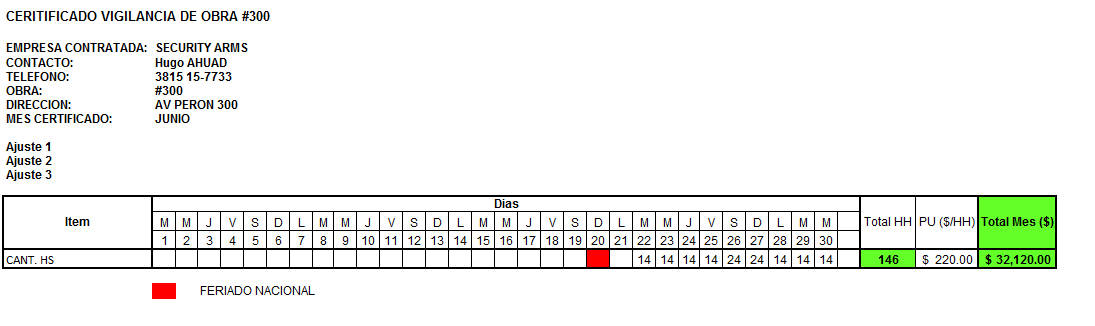 CERITIFICADO VIGILANCIA DE OBRA #300
EMPRESA CONTRATADA: SECURITY ARMS
CONTACTO: Hugo AHUAD
TELEFONO: 3815 15-7733
OBRA: #300
DIRECCION: AV PERON 300
MES CERTIFICADO: JUNIO
Ajuste 1
Ajuste 2
Ajuste 3
Item Dias Total HH PU ($/HH) Total Mes ($)
M M J V S D L M M J V S D L M M J V S D L M M J V S D L M M
1 2 3 4 5 6 7 8 9 10 11 12 13 14 15 16 17 18 19 20 21 22 23 24 25 26 27 28 29 30
CANT. HS 14 14 14 14 24 24 14 14 14 146 $ 220.00 $ 32,120.00
FERIADO NACIONAL